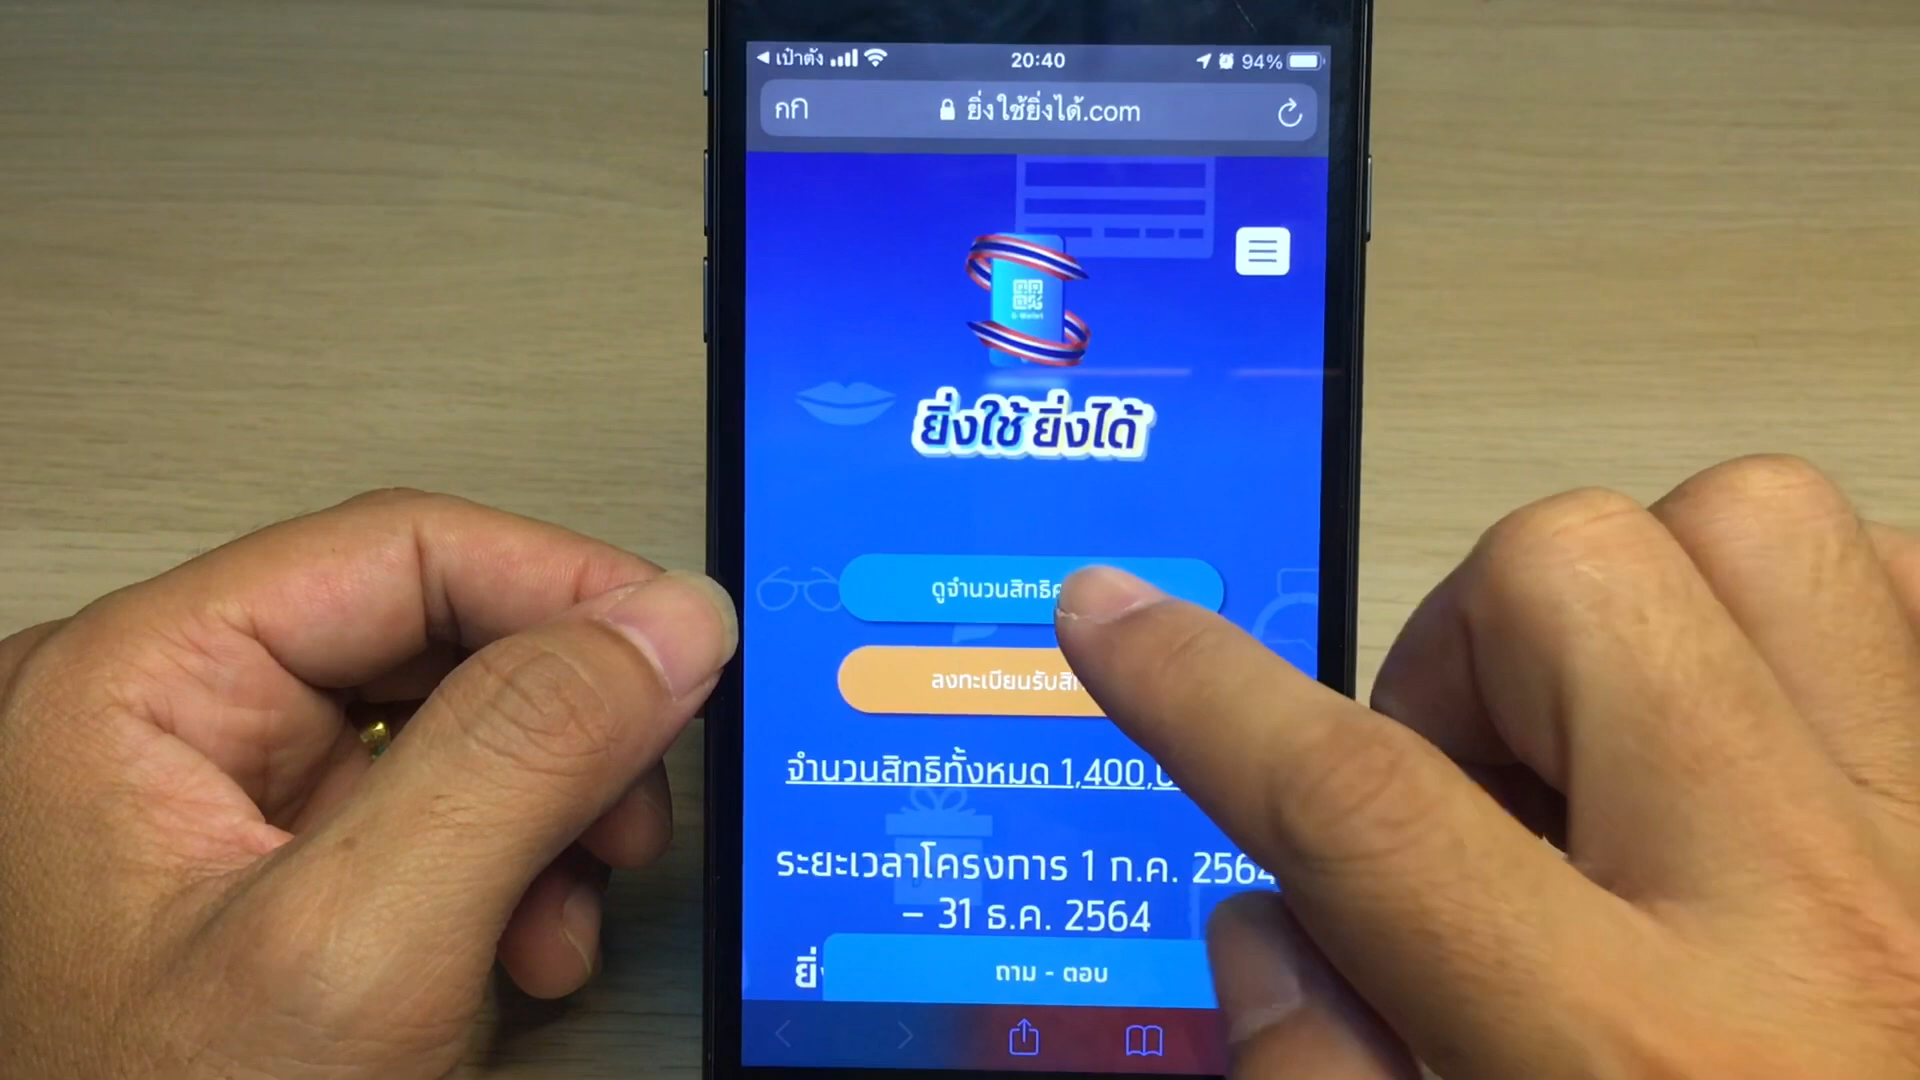 เป๋าตัง 20:40 94%
กก ยิ่งใช้ยิ่งได้.com
G-Wallet
ยิ่งใช้ ยิ่งได้
ดูจำนวนสิทธิ
ลงทะเบียนรับ
จำนวนสิทธิทั้งหมด 1,400,
ระยะเวลาโครงการ 1 ก.ค. 2564
– 31 ธ.ค. 2564
ยิ่
ถาม - ตอบ